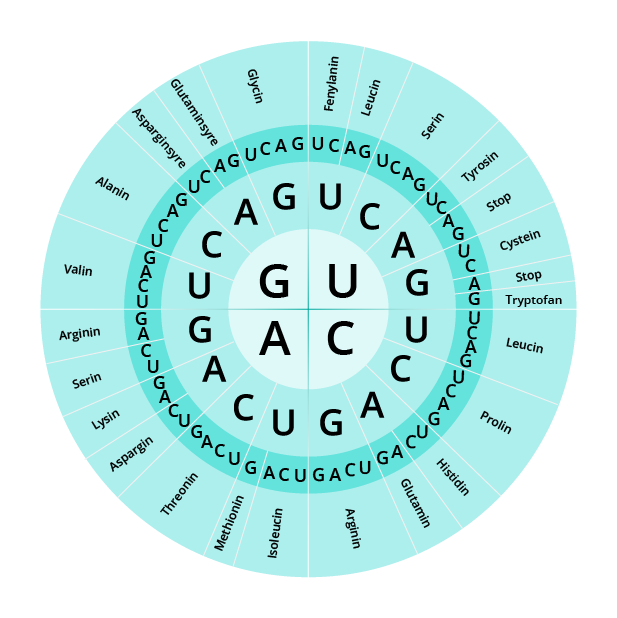 G U
A C
U C A G
U C A G
U C A G
U C A G
U C A G U C A G U C A G U C A G
U C A G U C A G U C A G U C A G
U C A G U C A G U C A G U C A G
U C A G U C A G U C A G U C A G
Fenylanin
Leucin
Serin
Tyrosin
Stop
Cystein
Stop
Tryptofan
Leucin
Prolin
Histidin
Glutamin
Arginin
Isoleucin
Methionin
Threonin
Aspargin
Lysin
Serin
Arginin
Valin
Alanin
Asparginsyre
Glutaminsyre
Glycin